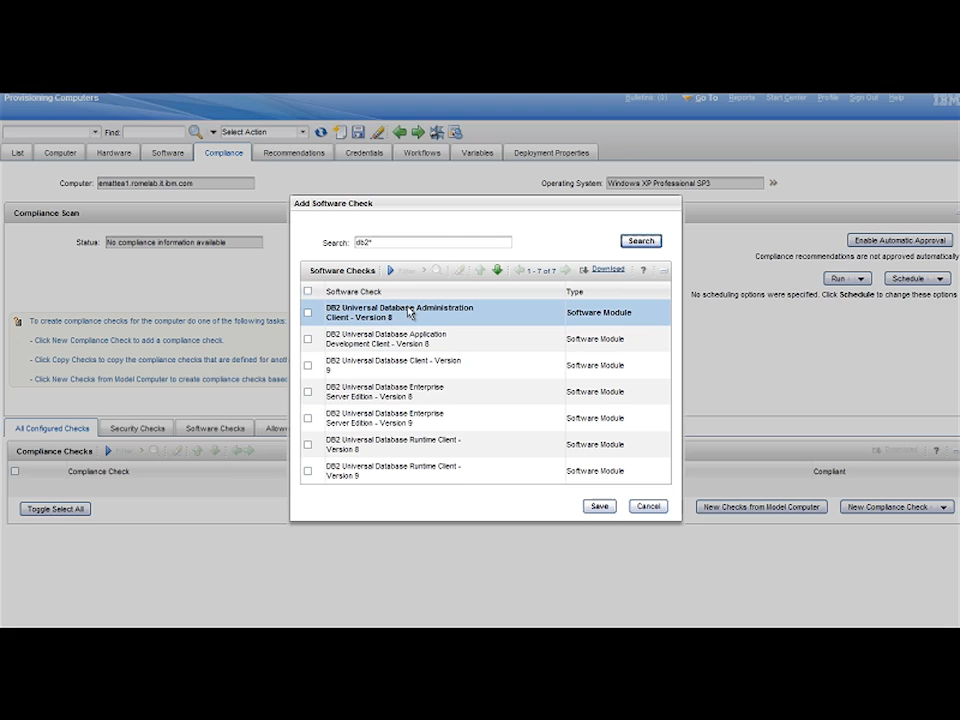 Provisioning Computers
Bulletins: (0) Go To Reports Start Center Profile Sign Out Help IBM
Find: Select Action
List Computer Hardware Software Compliance Recommendations Credentials Workflows Variables Deployment Properties
Computer: emattea1.romelab.it.ibm.com Operating System: Windows XP Professional SP3
Compliance Scan
Status: No compliance information available
Enable Automatic Approval
Compliance recommendations are not approved automatically
Run Schedule
No scheduling options were specified. Click Schedule to change these options
To create compliance checks for the computer do one of the following tasks:
- Click New Compliance Check to add a compliance check.
- Click Copy Checks to copy the compliance checks that are defined for anot
- Click New Checks from Model Computer to create compliance checks based
All Configured Checks Security Checks Software Checks Allow
Compliance Checks Filter Download ?
Compliance Check Compliant
Toggle Select All New Checks from Model Computer New Compliance Check
Add Software Check
Search: db2* Search
Software Checks Filter 1 - 7 of 7 Download ?
Software Check Type
DB2 Universal Database Administration
Client - Version 8 Software Module
DB2 Universal Database Application
Development Client - Version 8 Software Module
DB2 Universal Database Client - Version
9 Software Module
DB2 Universal Database Enterprise
Server Edition - Version 8 Software Module
DB2 Universal Database Enterprise
Server Edition - Version 9 Software Module
DB2 Universal Database Runtime Client -
Version 8 Software Module
DB2 Universal Database Runtime Client -
Version 9 Software Module
Save Cancel